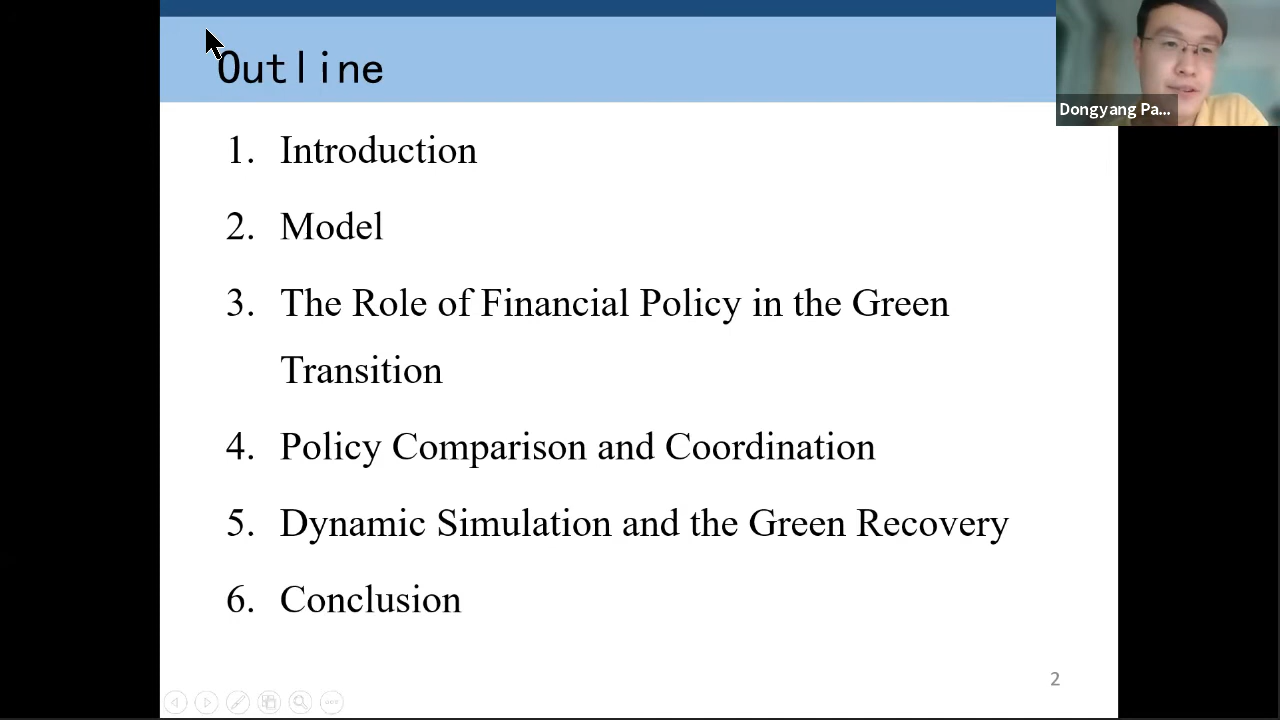 Outline
Dongyang Pa...
1. Introduction
2. Model
3. The Role of Financial Policy in the Green
Transition
4. Policy Comparison and Coordination
5. Dynamic Simulation and the Green Recovery
6. Conclusion
2